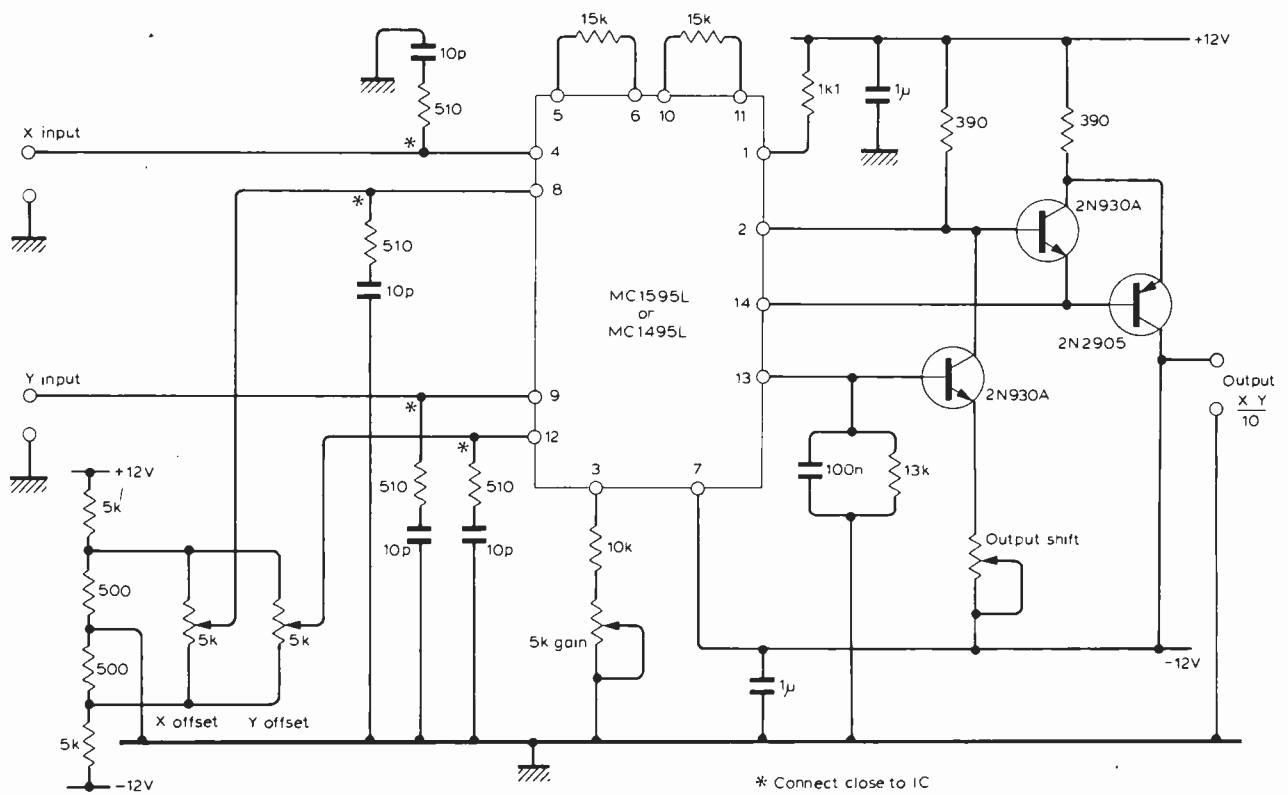 15k
15k
10p
+12V
510
1k1
1µ
390
390
5
6
10
11
X input
*
4
1
8
*
2N930A
510
2
10p
MC1595L
or
MC1495L
14
2N2905
13
Y input
9
2N930A
Output
X Y
10
*
12
*
+12V
3
7
100n
13k
5k
510
510
10p
10p
10k
Output shift
500
5k
5k
5k gain
500
-12V
1µ
X offset
Y offset
5k
-12V
* Connect close to IC